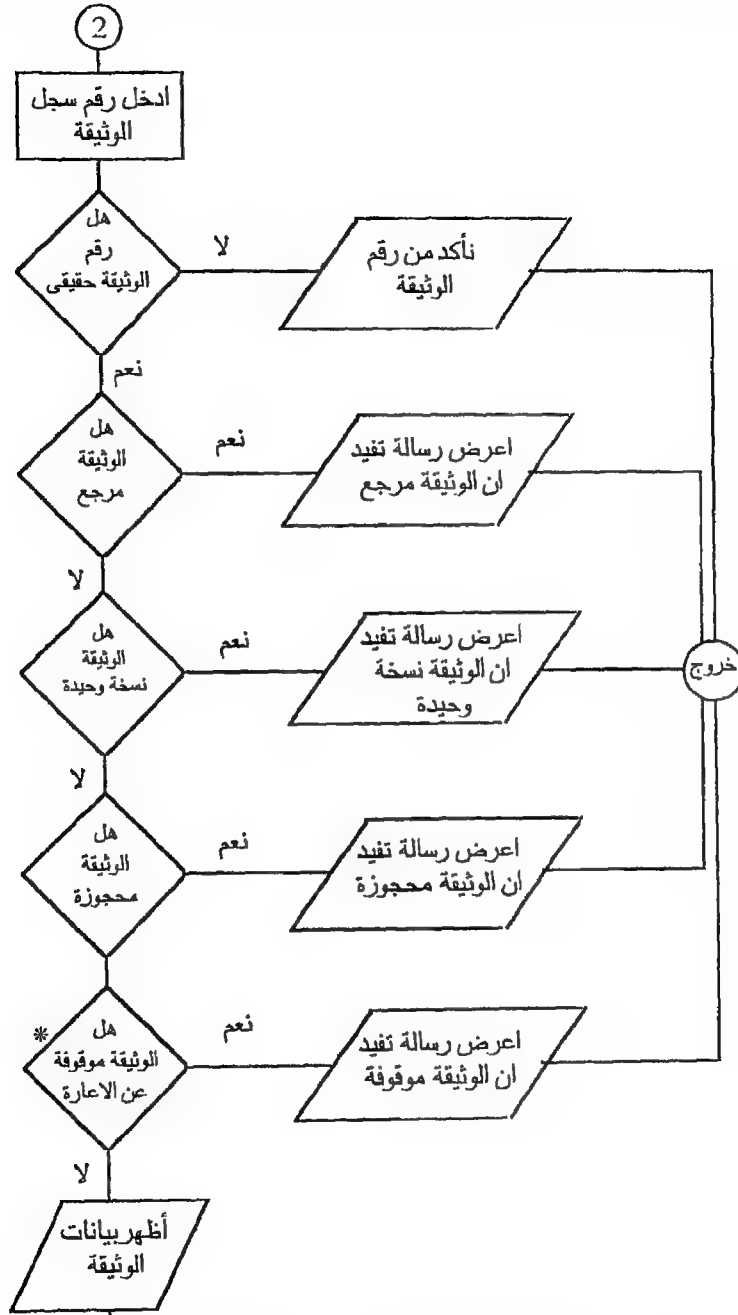 2
ادخل رقم سجل
الوثيقة
هل
رقم
الوثيقة حقيقى
لا
نأكد من رقم
الوثيقة
نعم
هل
الوثيقة
مرجع
نعم
اعرض رسالة تفيد
ان الوثيقة مرجع
لا
هل
الوثيقة
نسخة وحيدة
نعم
اعرض رسالة تفيد
ان الوثيقة نسخة
وحيدة
خروج
لا
هل
الوثيقة
محجوزة
نعم
اعرض رسالة تفيد
ان الوثيقة محجوزة
*
هل
الوثيقة موقوفة
عن الاعارة
نعم
اعرض رسالة تفيد
ان الوثيقة موقوفة
لا
أظهر بيانات
الوثيقة